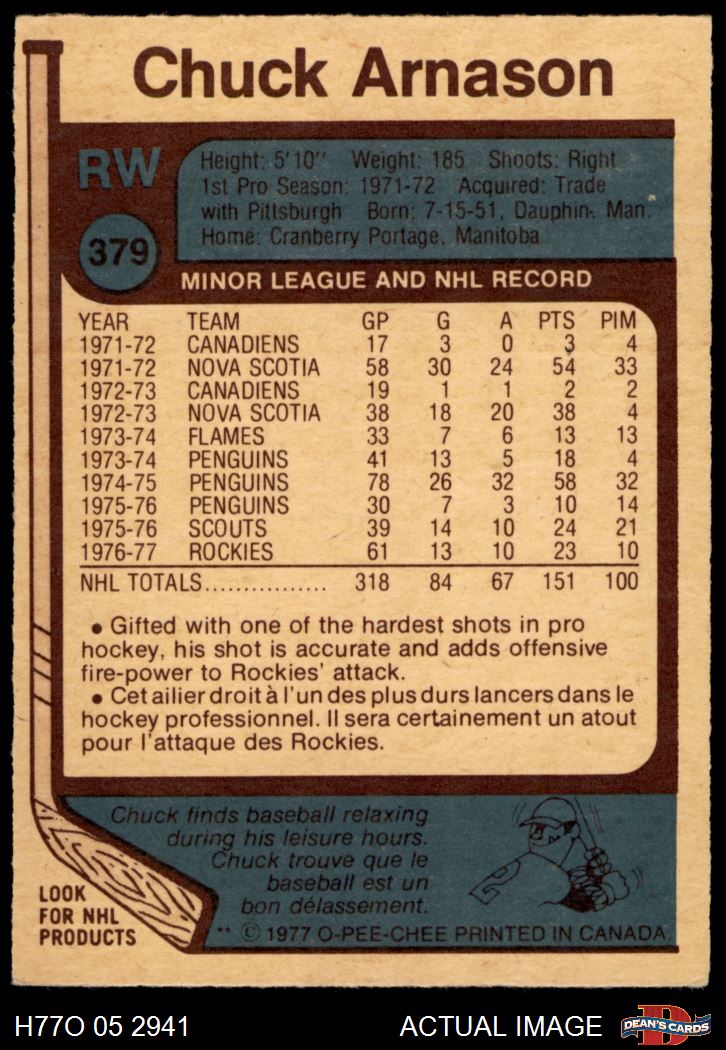 Chuck Arnason
RW
Height: 5'10" Weight: 185 Shoots: Right
1st Pro Season: 1971-72 Acquired: Trade
with Pittsburgh Born: 7-15-51, Dauphin, Man.
Home: Cranberry Portage, Manitoba
379
MINOR LEAGUE AND NHL RECORD
YEAR TEAM GP G A PTS PIM
1971-72 CANADIENS 17 3 0 3 4
1971-72 NOVA SCOTIA 58 30 24 54 33
1972-73 CANADIENS 19 1 1 2 2
1972-73 NOVA SCOTIA 38 18 20 38 4
1973-74 FLAMES 33 7 6 13 13
1973-74 PENGUINS 41 13 5 18 4
1974-75 PENGUINS 78 26 32 58 32
1975-76 PENGUINS 30 7 3 10 14
1975-76 SCOUTS 39 14 10 24 21
1976-77 ROCKIES 61 13 10 23 10
NHL TOTALS................ 318 84 67 151 100
• Gifted with one of the hardest shots in pro
hockey, his shot is accurate and adds offensive
fire-power to Rockies' attack.
• Cet ailier droit à l'un des plus durs lancers dans le
hockey professionnel. Il sera certainement un atout
pour l'attaque des Rockies.
Chuck finds baseball relaxing
during his leisure hours.
Chuck trouve que le
baseball est un
bon délassement.
LOOK
FOR NHL
PRODUCTS
** © 1977 O-PEE-CHEE PRINTED IN CANADA
H77O 05 2941 ACTUAL IMAGE
D
DEAN'S CARDS